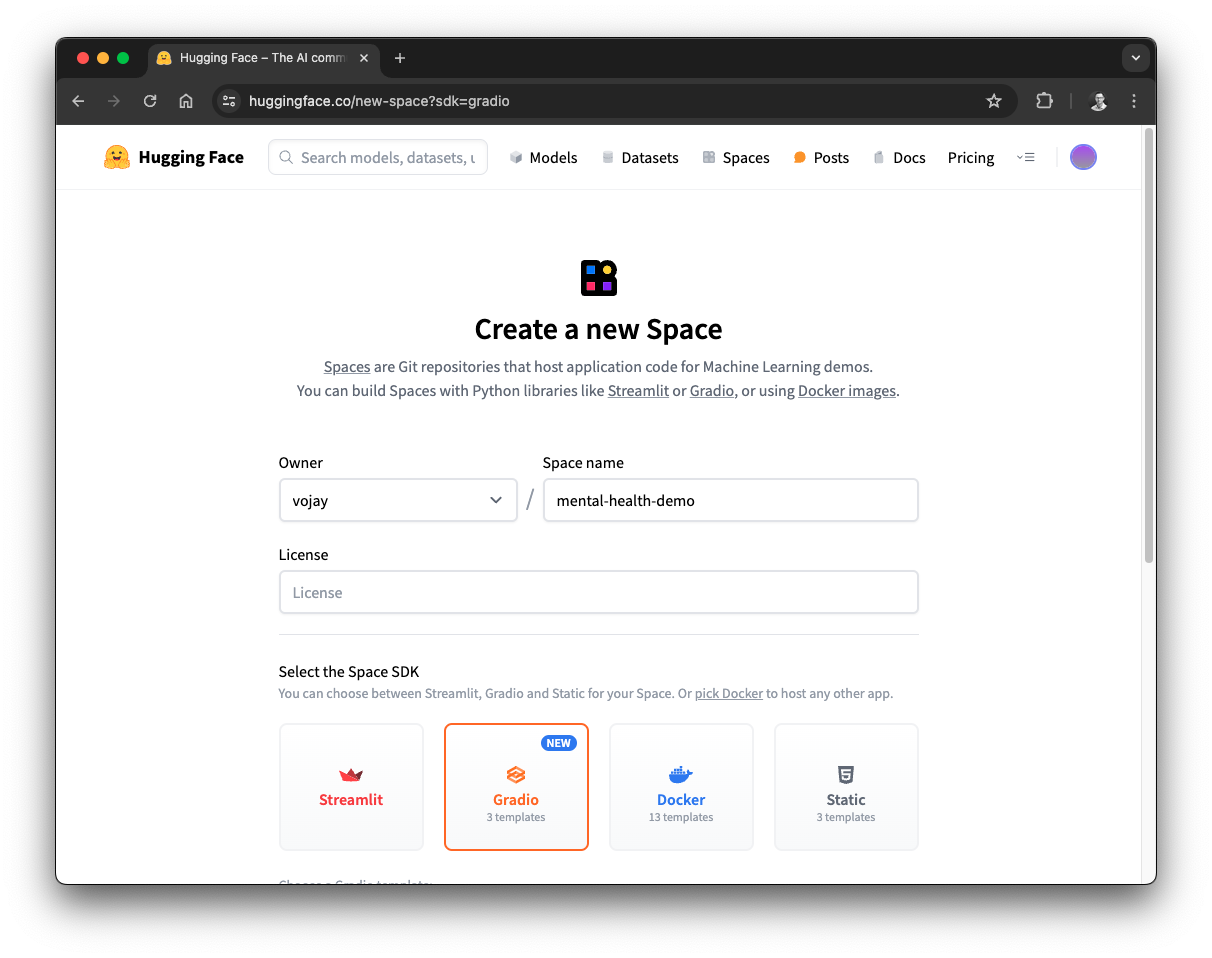 Hugging Face – The AI comm
huggingface.co/new-space?sdk=gradio
Hugging Face
Search models, datasets, u
Models
Datasets
Spaces
Posts
Docs
Pricing
Create a new Space
Spaces are Git repositories that host application code for Machine Learning demos.
You can build Spaces with Python libraries like Streamlit or Gradio, or using Docker images.
Owner
Space name
vojay
/
mental-health-demo
License
License
Select the Space SDK
You can choose between Streamlit, Gradio and Static for your Space. Or pick Docker to host any other app.
NEW
Streamlit
Gradio
3 templates
Docker
13 templates
Static
3 templates
Choose a Gradio template: